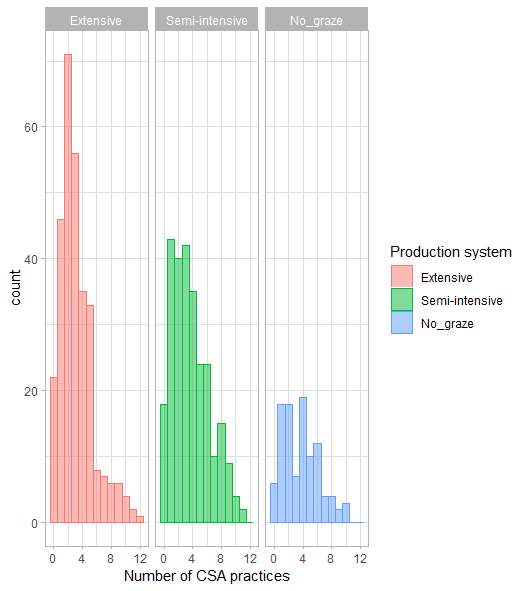 Extensive Semi-intensive No_graze
60
40
20
0
count
0 4 8 12 0 4 8 12 0 4 8 12
Number of CSA practices
Production system
Extensive
Semi-intensive
No_graze